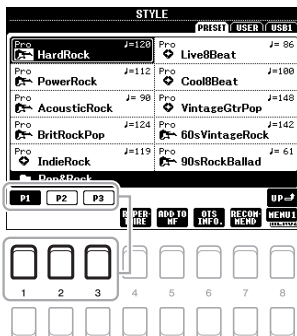 STYLE
PRESET USER USB1
Pro ♩=120 Pro ♩= 86
HardRock Live8Beat
Pro ♩=112 Pro ♩=100
PowerRock Cool8Beat
Pro ♩= 90 Pro ♩=148
AcousticRock VintageGtrPop
Pro ♩=124 Pro ♩=142
BritRockPop 60sVintageRock
Pro ♩=119 Pro ♩= 61
IndieRock 90sRockBallad
Pop&Rock
P1 P2 P3 UP
ADD TO MF OTS INFO. RECOM-MEND MENU1
1 2 3 4 5 6 7 8